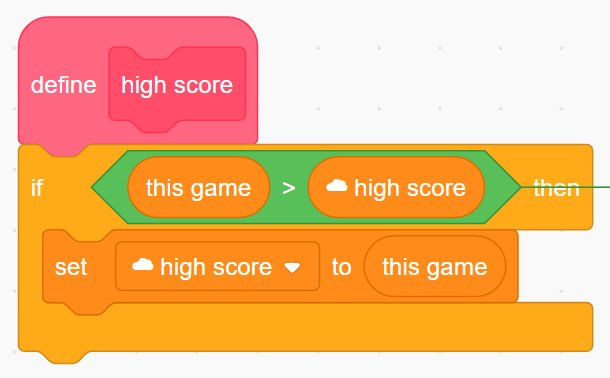 define high score
if this game > high score then
set high score to this game